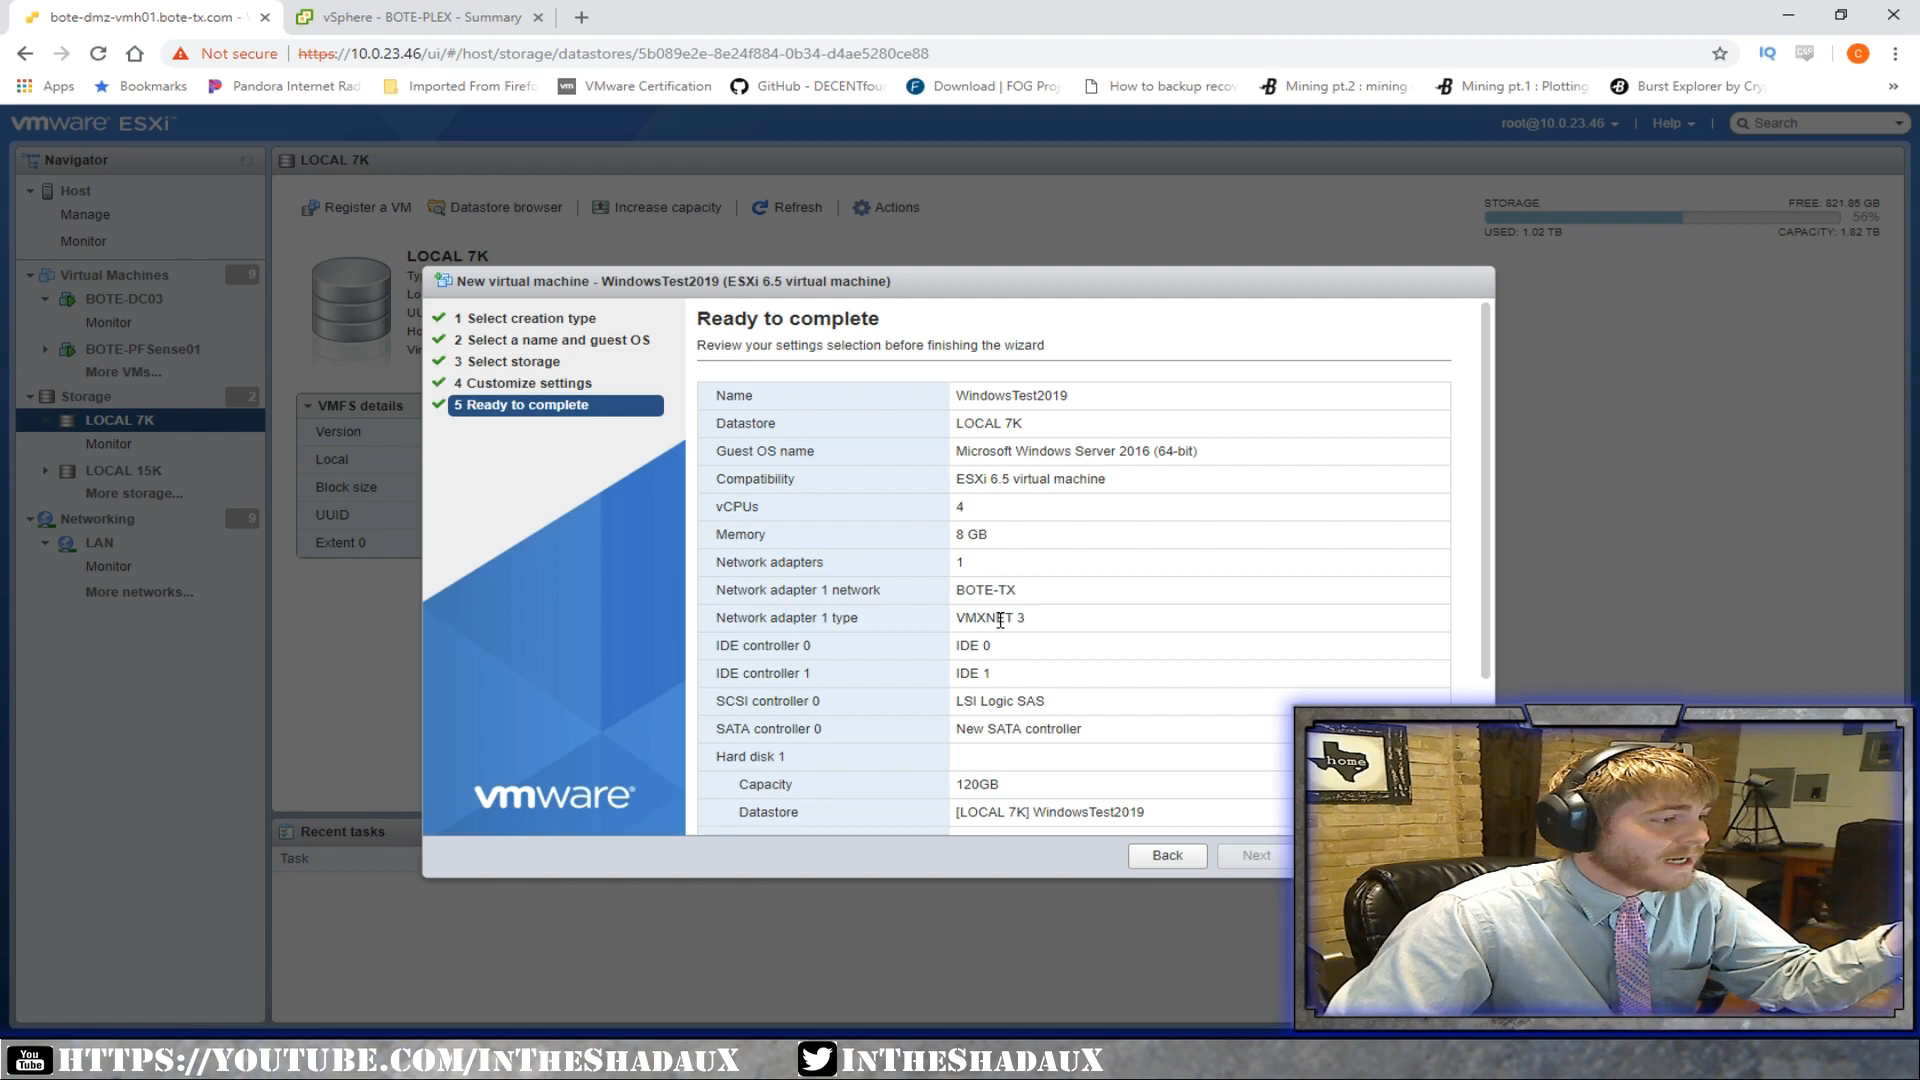 bote-dmz-vmh01.bote-tx.com -
vSphere - BOTE-PLEX - Summary
Not secure
https://10.0.23.46/ui/#/host/storage/datastores/5b089e2e-8e24f884-0b34-d4ae5280ce88
Apps
Bookmarks
Pandora Internet Rad
Imported From Firefo
vm
VMware Certification
GitHub - DECENTfour
Download | FOG Proj
How to backup recov
Mining pt.2 : mining
Mining pt.1 : Plotting
Burst Explorer by Cry
vmware ESXi™
root@10.0.23.46
Help
Search
Navigator
Host
Manage
Monitor
Virtual Machines 9
BOTE-DC03
Monitor
BOTE-PFSense01
More VMs...
Storage 2
LOCAL 7K
Monitor
LOCAL 15K
More storage...
Networking 9
LAN
Monitor
More networks...
LOCAL 7K
Register a VM
Datastore browser
Increase capacity
Refresh
Actions
STORAGE FREE: 821.85 GB
56%
USED: 1.02 TB CAPACITY: 1.82 TB
LOCAL 7K
VMFS details
Version
Local
Block size
UUID
Extent 0
Recent tasks
Task
New virtual machine - WindowsTest2019 (ESXi 6.5 virtual machine)
1 Select creation type
2 Select a name and guest OS
3 Select storage
4 Customize settings
5 Ready to complete
vmware®
Ready to complete
Review your settings selection before finishing the wizard
Name WindowsTest2019
Datastore LOCAL 7K
Guest OS name Microsoft Windows Server 2016 (64-bit)
Compatibility ESXi 6.5 virtual machine
vCPUs 4
Memory 8 GB
Network adapters 1
Network adapter 1 network BOTE-TX
Network adapter 1 type VMXNET 3
IDE controller 0 IDE 0
IDE controller 1 IDE 1
SCSI controller 0 LSI Logic SAS
SATA controller 0 New SATA controller
Hard disk 1
Capacity 120GB
Datastore [LOCAL 7K] WindowsTest2019
Back
Next
home
You Tube HTTPS://YOUTUBE.COM/INTHESHADAUX
INTHESHADAUX